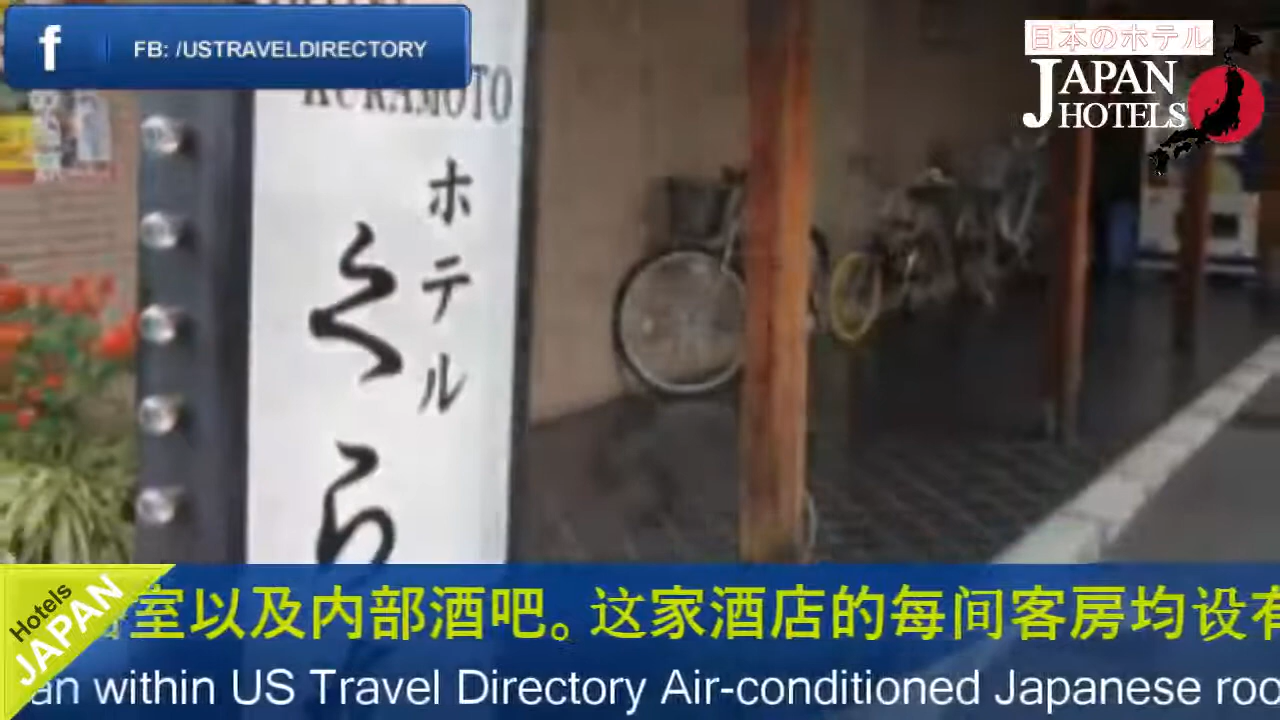 FB: /USTRAVELDIRECTORY
日本のホテル
JAPAN
HOTELS
KURAMOTO
ホテル
くら
Hotels
JAPAN
室以及内部酒吧。这家酒店的每间客房均设有
an within US Travel Directory Air-conditioned Japanese roo